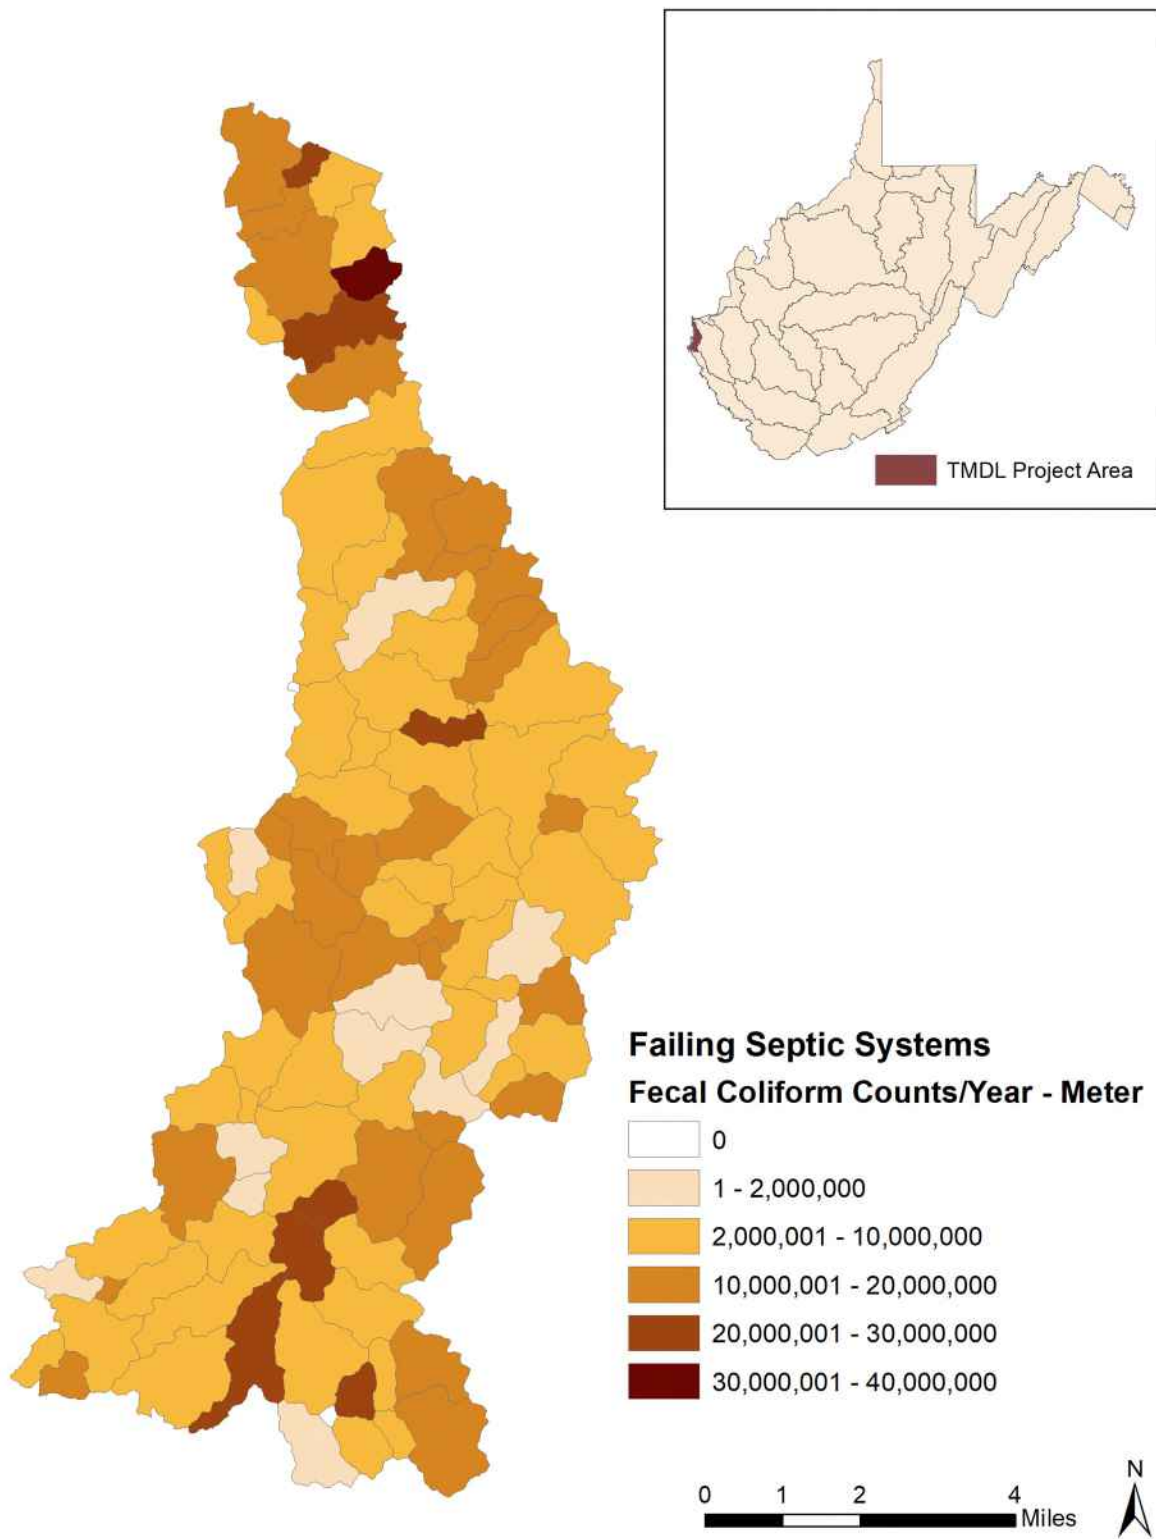 TMDL Project Area
Failing Septic Systems
Fecal Coliform Counts/Year - Meter
0
1 - 2,000,000
2,000,001 - 10,000,000
10,000,001 - 20,000,000
20,000,001 - 30,000,000
30,000,001 - 40,000,000
N
0 1 2 4
Miles